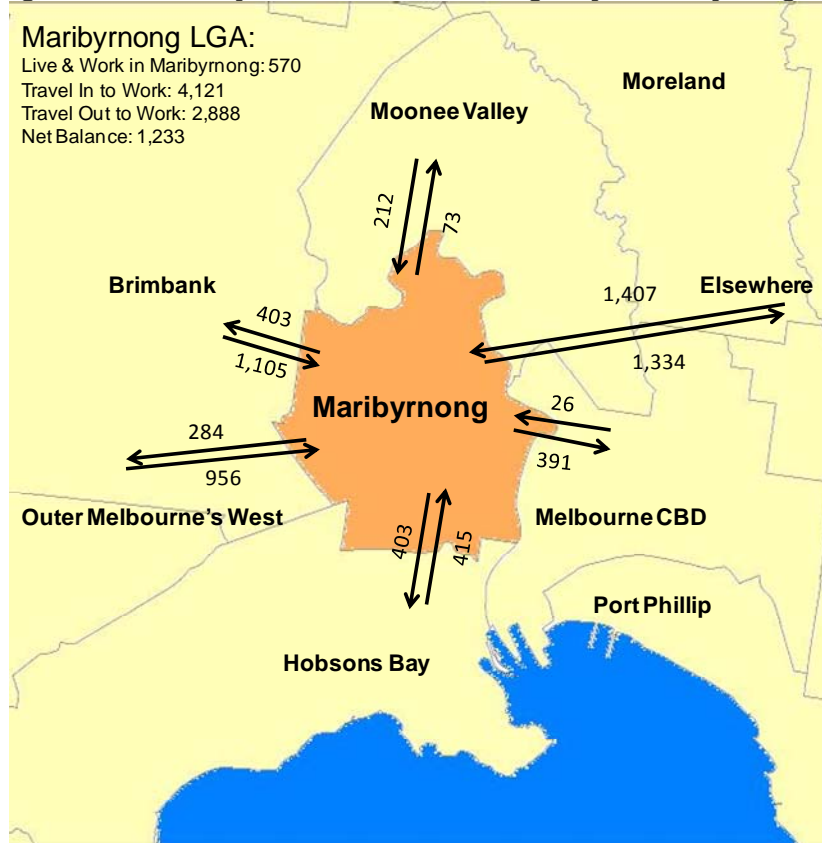 Maribyrnong LGA:
Live & Work in Maribyrnong: 570
Travel In to Work: 4,121
Travel Out to Work: 2,888
Net Balance: 1,233
Moreland
Moonee Valley
212
73
Brimbank
Elsewhere
1,407
403
1,334
1,105
Maribyrnong
26
284
391
956
Outer Melbourne's West
Melbourne CBD
403
415
Port Phillip
Hobsons Bay